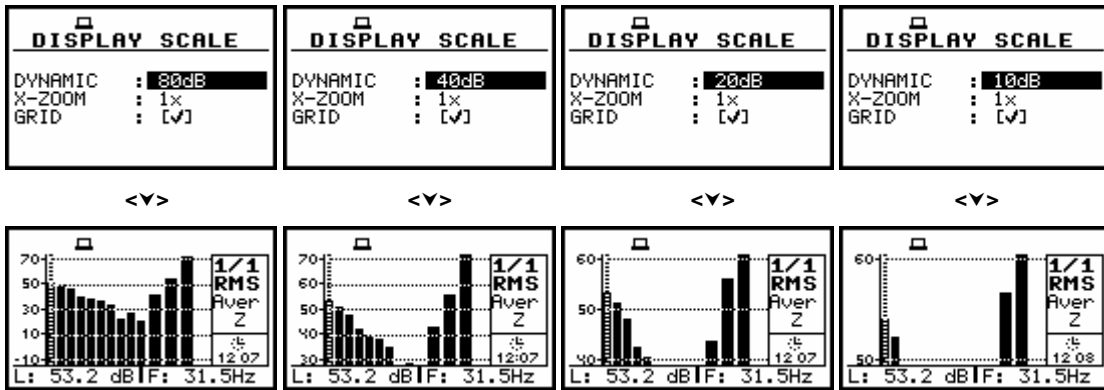 DISPLAY SCALE
DYNAMIC : 80dB
X-ZOOM : 1x
GRID : [✓]
DISPLAY SCALE
DYNAMIC : 40dB
X-ZOOM : 1x
GRID : [✓]
DISPLAY SCALE
DYNAMIC : 20dB
X-ZOOM : 1x
GRID : [✓]
DISPLAY SCALE
DYNAMIC : 10dB
X-ZOOM : 1x
GRID : [✓]
<˅> <˅> <˅> <˅>
70
50
30
10
-10
1/1
RMS
Aver
Z
12:07
L: 53.2 dB F: 31.5Hz
70
60
50
40
30
1/1
RMS
Aver
Z
12:07
L: 53.2 dB F: 31.5Hz
60
50
40
1/1
RMS
Aver
Z
12:07
L: 53.2 dB F: 31.5Hz
60
50
1/1
RMS
Aver
Z
12:08
L: 53.2 dB F: 31.5Hz